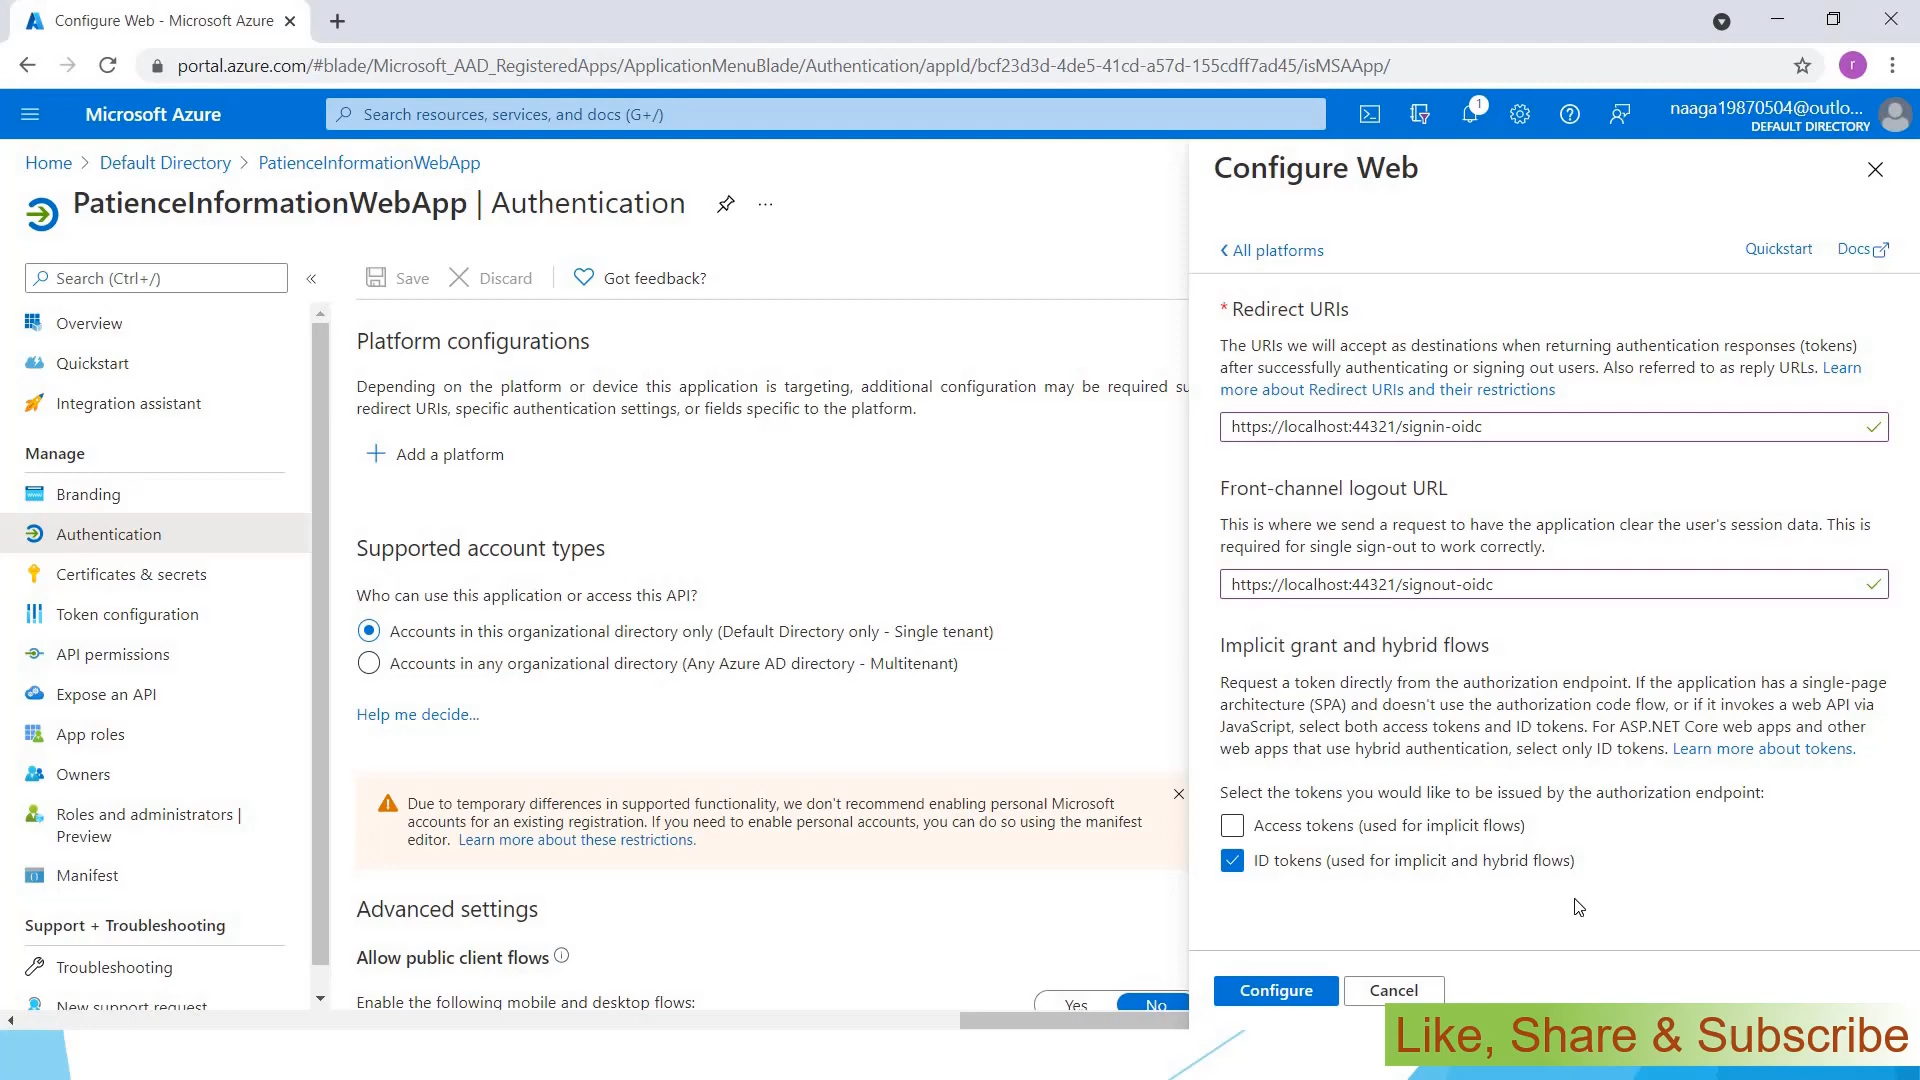 Configure Web - Microsoft Azure
portal.azure.com/#blade/Microsoft_AAD_RegisteredApps/ApplicationMenuBlade/Authentication/appId/bcf23d3d-4de5-41cd-a57d-155cdff7ad45/isMSAApp/
r
Microsoft Azure
Search resources, services, and docs (G+/)
1
naaga19870504@outlo...
DEFAULT DIRECTORY
Home > Default Directory > PatienceInformationWebApp
PatienceInformationWebApp | Authentication
...
Search (Ctrl+/)
«
Overview
Quickstart
Integration assistant
Manage
Branding
Authentication
Certificates & secrets
Token configuration
API permissions
Expose an API
App roles
Owners
Roles and administrators |
Preview
Manifest
Support + Troubleshooting
Troubleshooting
New support request
Save
Discard
Got feedback?
Platform configurations
Depending on the platform or device this application is targeting, additional configuration may be required su
redirect URIs, specific authentication settings, or fields specific to the platform.
Add a platform
Supported account types
Who can use this application or access this API?
Accounts in this organizational directory only (Default Directory only - Single tenant)
Accounts in any organizational directory (Any Azure AD directory - Multitenant)
Help me decide...
Due to temporary differences in supported functionality, we don't recommend enabling personal Microsoft
accounts for an existing registration. If you need to enable personal accounts, you can do so using the manifest
editor. Learn more about these restrictions.
Advanced settings
Allow public client flows
Enable the following mobile and desktop flows:
Yes
No
Configure Web
All platforms
Quickstart
Docs
* Redirect URIs
The URIs we will accept as destinations when returning authentication responses (tokens)
after successfully authenticating or signing out users. Also referred to as reply URLs. Learn
more about Redirect URIs and their restrictions
https://localhost:44321/signin-oidc
Front-channel logout URL
This is where we send a request to have the application clear the user's session data. This is
required for single sign-out to work correctly.
https://localhost:44321/signout-oidc
Implicit grant and hybrid flows
Request a token directly from the authorization endpoint. If the application has a single-page
architecture (SPA) and doesn't use the authorization code flow, or if it invokes a web API via
JavaScript, select both access tokens and ID tokens. For ASP.NET Core web apps and other
web apps that use hybrid authentication, select only ID tokens. Learn more about tokens.
Select the tokens you would like to be issued by the authorization endpoint:
Access tokens (used for implicit flows)
ID tokens (used for implicit and hybrid flows)
Configure
Cancel
Like, Share & Subscribe